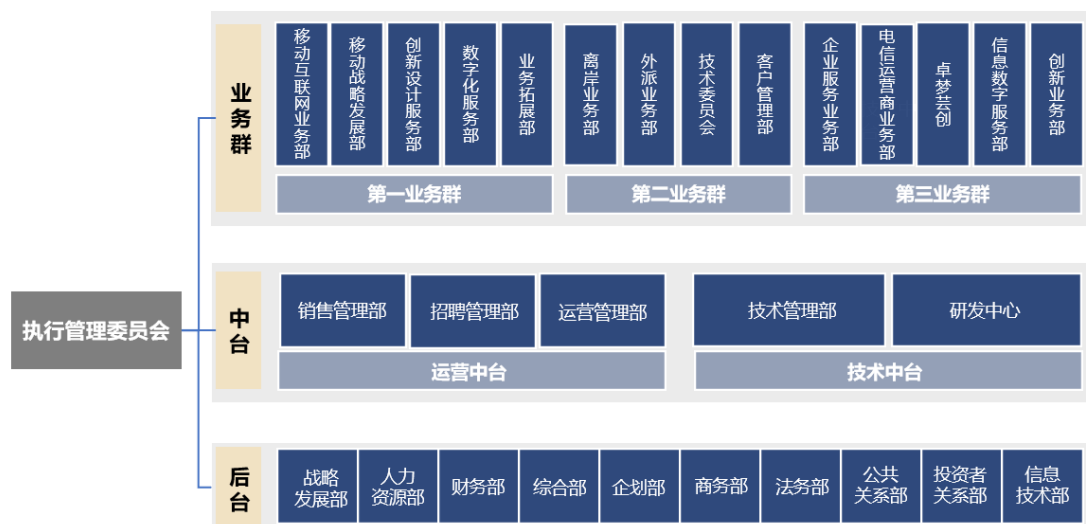 执行管理委员会
业务群
移动互联网业务部
移动战略发展部
创新设计服务部
数字化服务部
业务拓展部
第一业务群
离岸业务部
外派业务部
技术委员会
客户管理部
第二业务群
企业服务业务部
电信运营商业务部
卓梦芸创
信息数字服务部
创新业务部
第三业务群
中台
销售管理部
招聘管理部
运营管理部
运营中台
技术管理部
研发中心
技术中台
后台
战略
发展部
人力
资源部
财务部
综合部
企划部
商务部
法务部
公共
关系部
投资者
关系部
信息
技术部